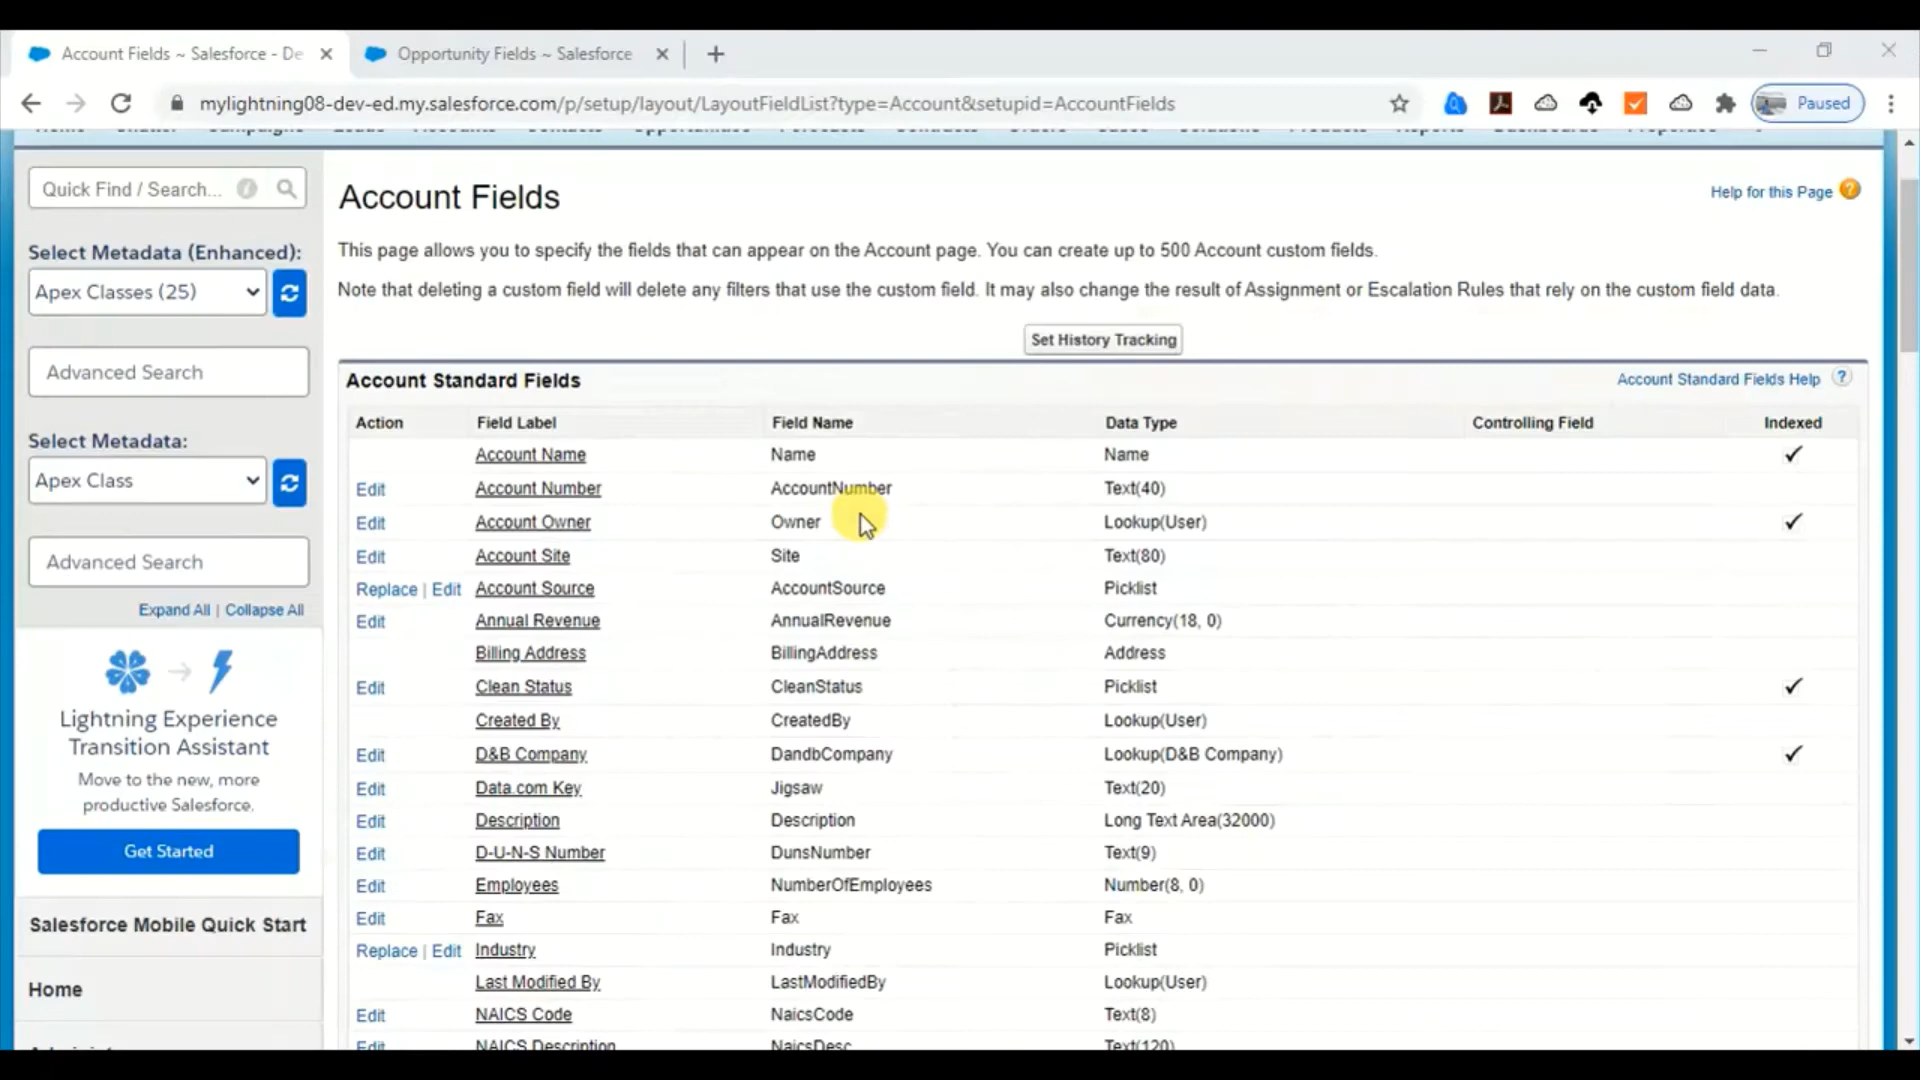 Account Fields ~ Salesforce - De
Opportunity Fields ~ Salesforce
mylightning08-dev-ed.my.salesforce.com/p/setup/layout/LayoutFieldList?type=Account&setupid=AccountFields
Paused
Quick Find / Search...
Select Metadata (Enhanced):
Apex Classes (25)
Advanced Search
Select Metadata:
Apex Class
Advanced Search
Expand All | Collapse All
Lightning Experience
Transition Assistant
Move to the new, more
productive Salesforce.
Get Started
Salesforce Mobile Quick Start
Home
Account Fields
Help for this Page ?
This page allows you to specify the fields that can appear on the Account page. You can create up to 500 Account custom fields.
Note that deleting a custom field will delete any filters that use the custom field. It may also change the result of Assignment or Escalation Rules that rely on the custom field data.
Set History Tracking
Account Standard Fields
Account Standard Fields Help ?
Action Field Label Field Name Data Type Controlling Field Indexed
Account Name Name Name ✓
Edit Account Number AccountNumber Text(40)
Edit Account Owner Owner Lookup(User) ✓
Edit Account Site Site Text(80)
Replace | Edit Account Source AccountSource Picklist
Edit Annual Revenue AnnualRevenue Currency(18, 0)
Billing Address BillingAddress Address
Edit Clean Status CleanStatus Picklist ✓
Created By CreatedBy Lookup(User)
Edit D&B Company DandbCompany Lookup(D&B Company) ✓
Edit Data.com Key Jigsaw Text(20)
Edit Description Description Long Text Area(32000)
Edit D-U-N-S Number DunsNumber Text(9)
Edit Employees NumberOfEmployees Number(8, 0)
Edit Fax Fax Fax
Replace | Edit Industry Industry Picklist
Last Modified By LastModifiedBy Lookup(User)
Edit NAICS Code NaicsCode Text(8)
Edit NAICS Description NaicsDesc Text(120)